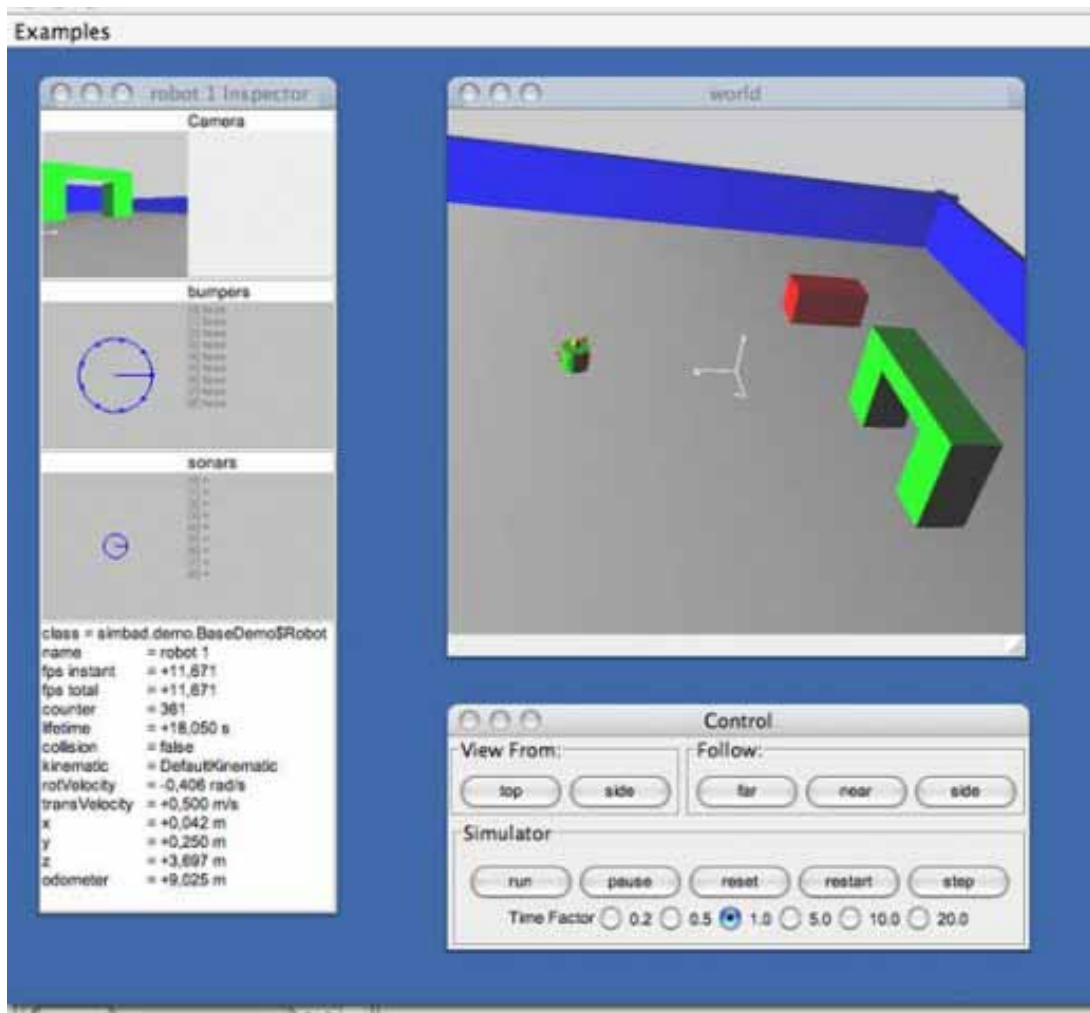 Examples
robot 1 Inspector
Camera
bumpers
sonars
class = simbad.demo.BaseDemo$Robot
name = robot 1
fps instant = +11,671
fps total = +11,671
counter = 361
lifetime = +18,050 s
collision = false
kinematic = DefaultKinematic
rotVelocity = -0,406 rad/s
transVelocity = +0,500 m/s
x = +0,042 m
y = +0,250 m
z = +3,697 m
odometer = +9,025 m
world
Control
View From:
top side
Follow:
far near side
Simulator
run pause reset restart step
Time Factor 0.2 0.5 1.0 5.0 10.0 20.0